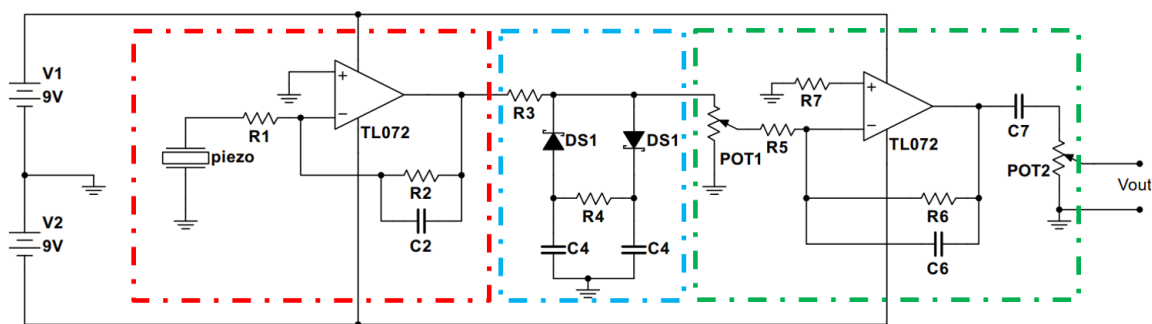 V1
9V
V2
9V
piezo
R1
TL072
R2
C2
R3
DS1
DS1
R4
C4
C4
POT1
R5
R7
TL072
R6
C6
C7
POT2
Vout